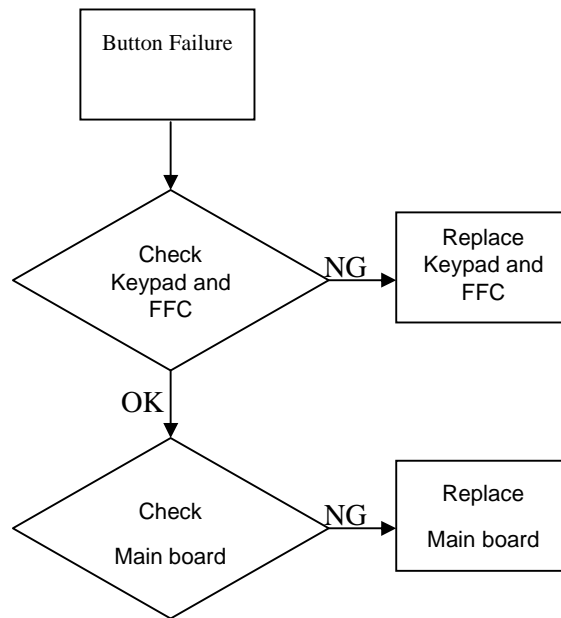 Button Failure
Check
Keypad and
FFC
NG
Replace
Keypad and
FFC
OK
Check
Main board
NG
Replace
Main board